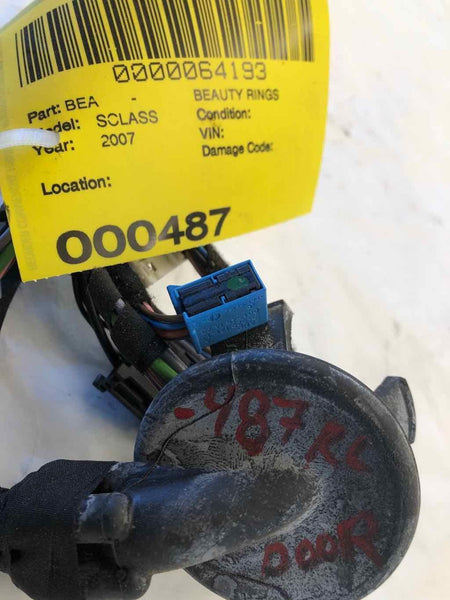 0000064193
Part: BEA - BEAUTY RINGS
Model: SCLASS Condition:
Year: 2007 VIN:
Damage Code:
Location:
000487
-487 RL
DOOR